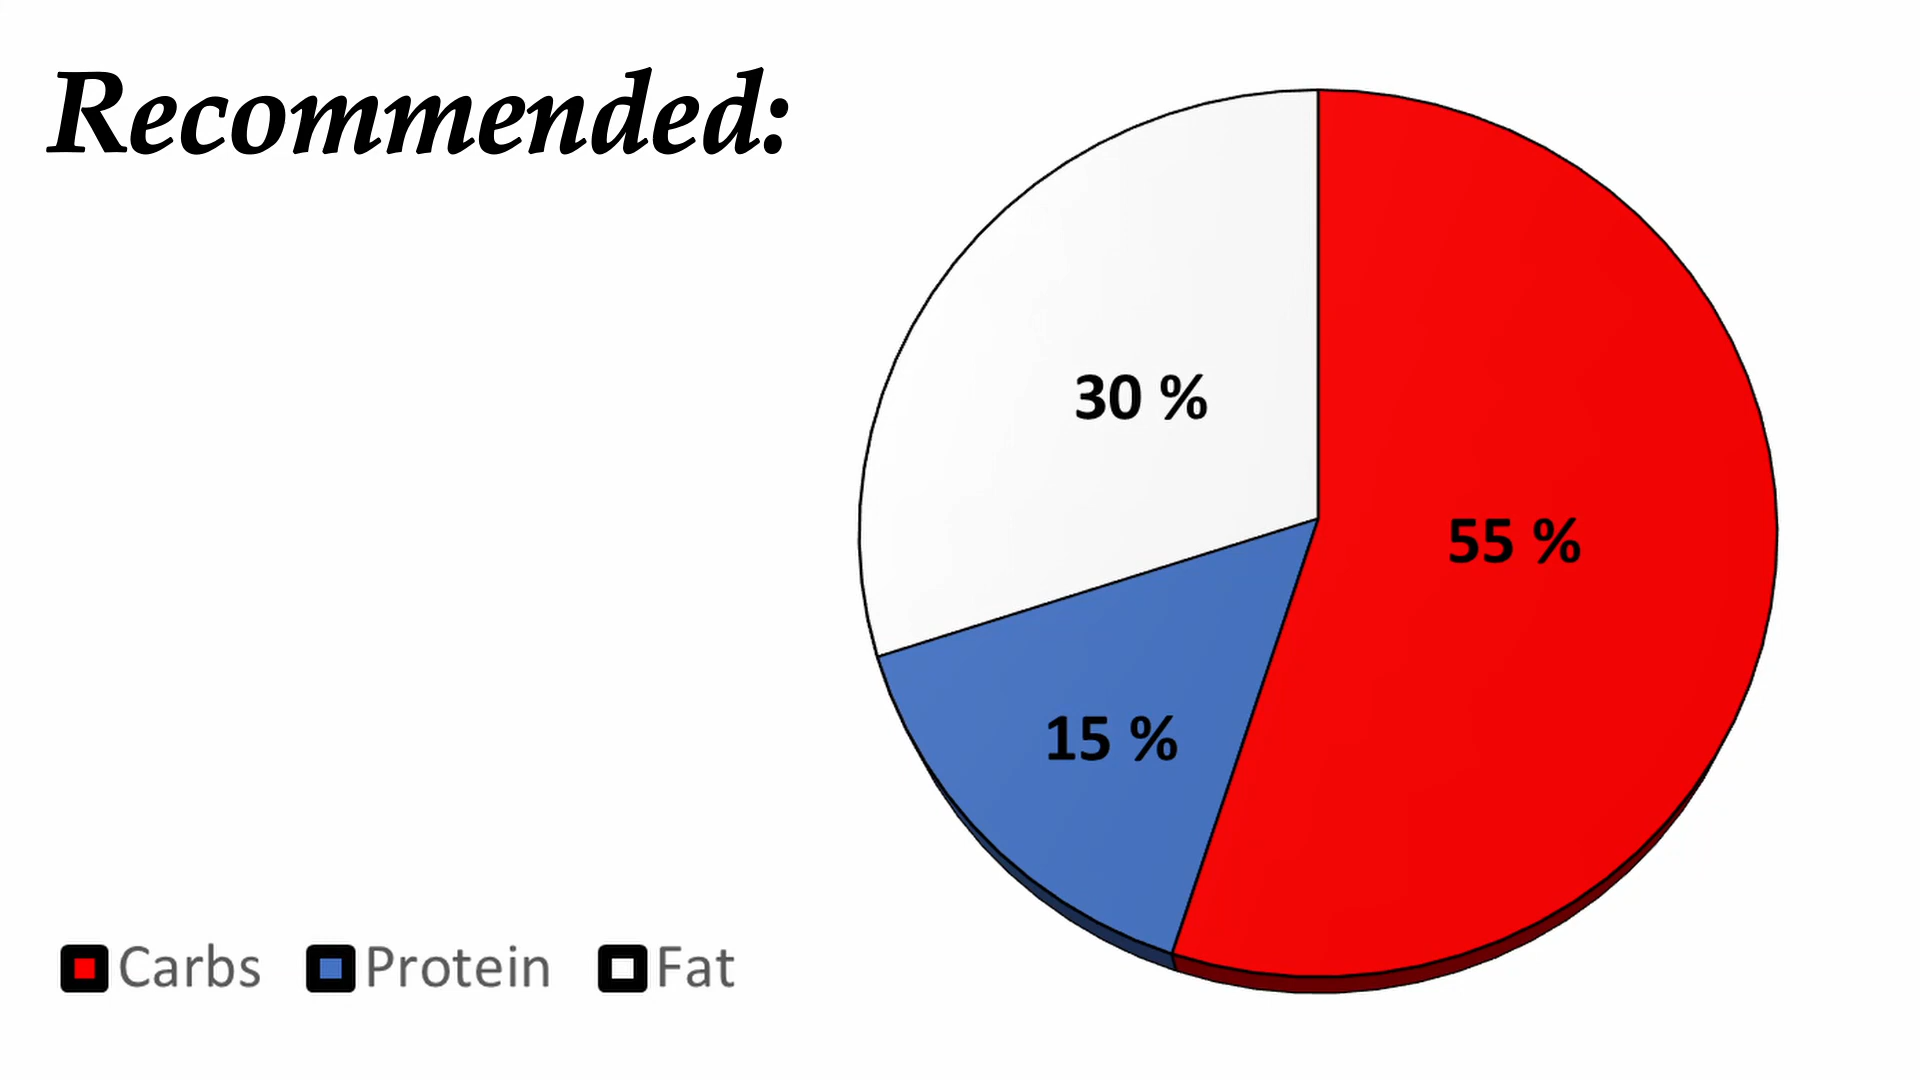 Recommended:
30 %
55 %
15 %
Carbs Protein Fat